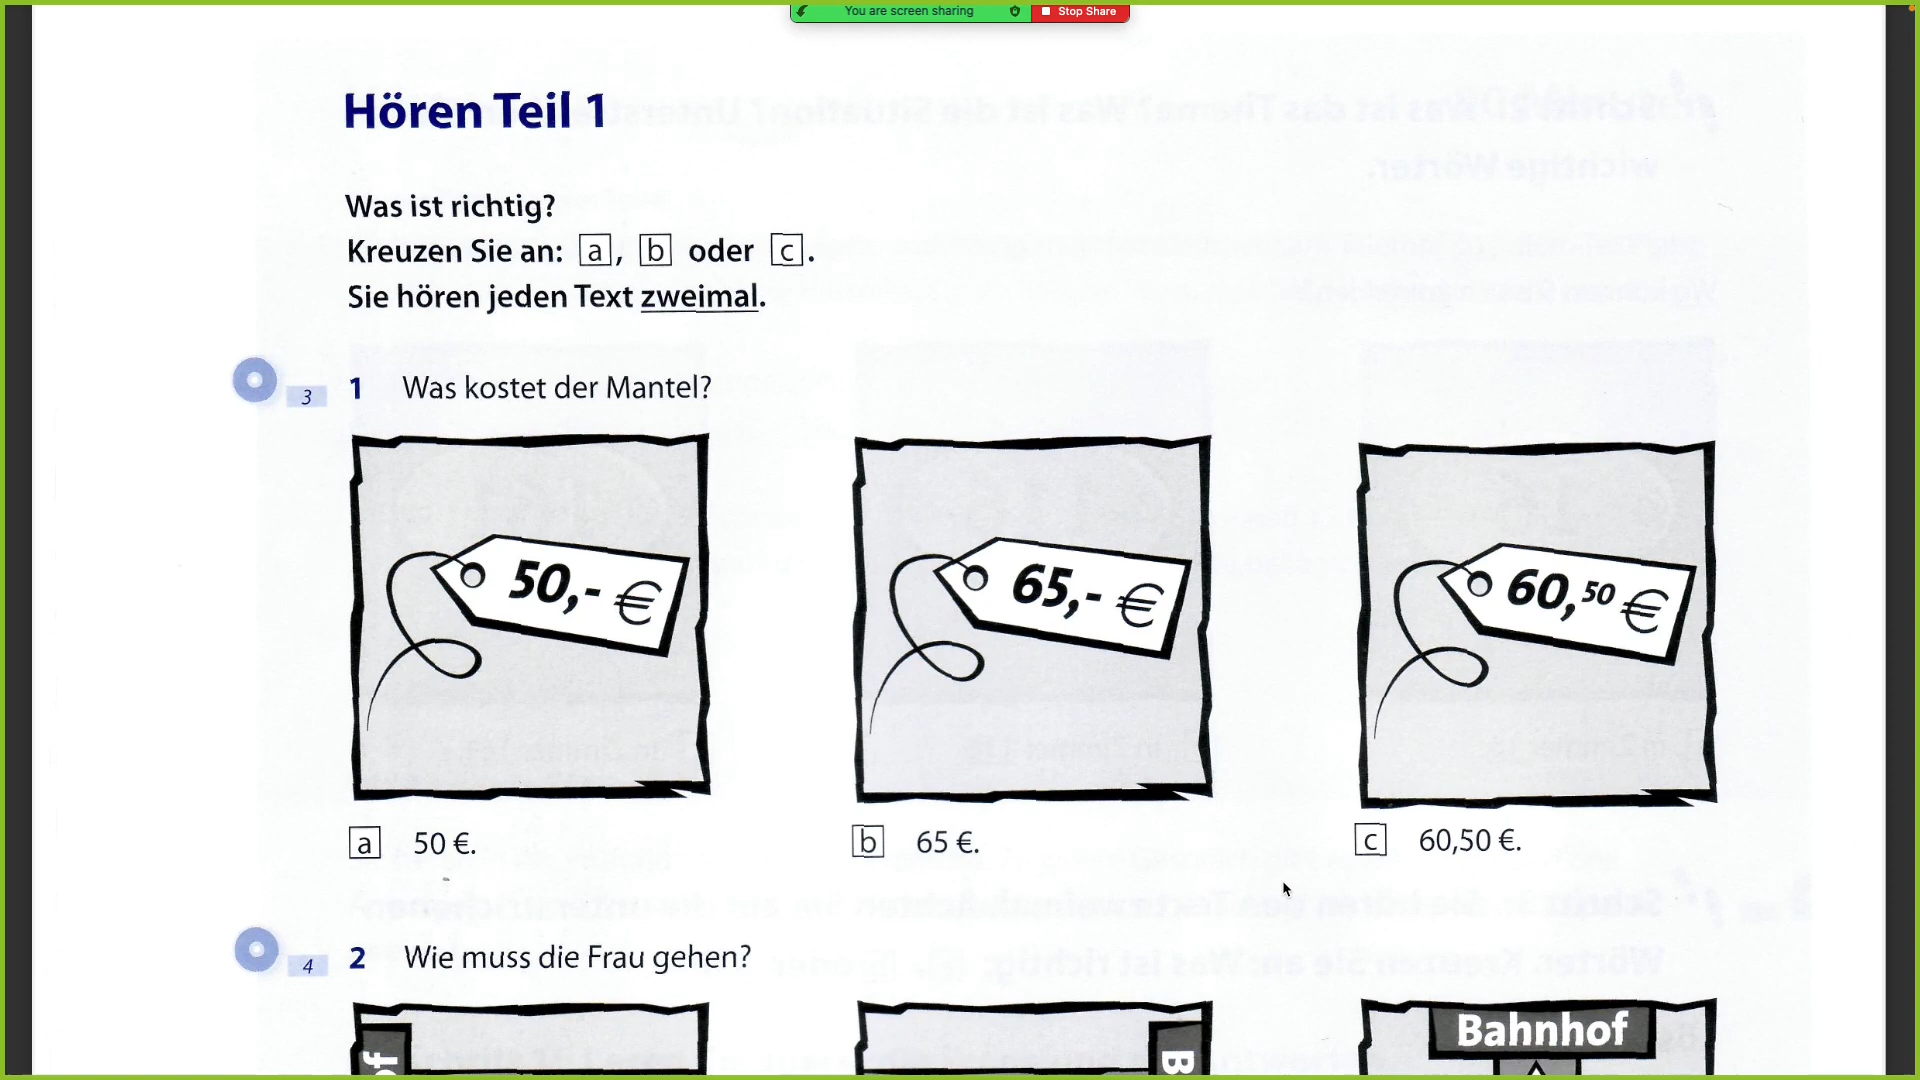 You are screen sharing
Stop Share
Hören Teil 1
Was ist richtig?
Kreuzen Sie an: a, b oder c.
Sie hören jeden Text zweimal.
3 1 Was kostet der Mantel?
50,- €
65,- €
60,50 €
a 50 €.
b 65 €.
c 60,50 €.
4 2 Wie muss die Frau gehen?
Bahnhof